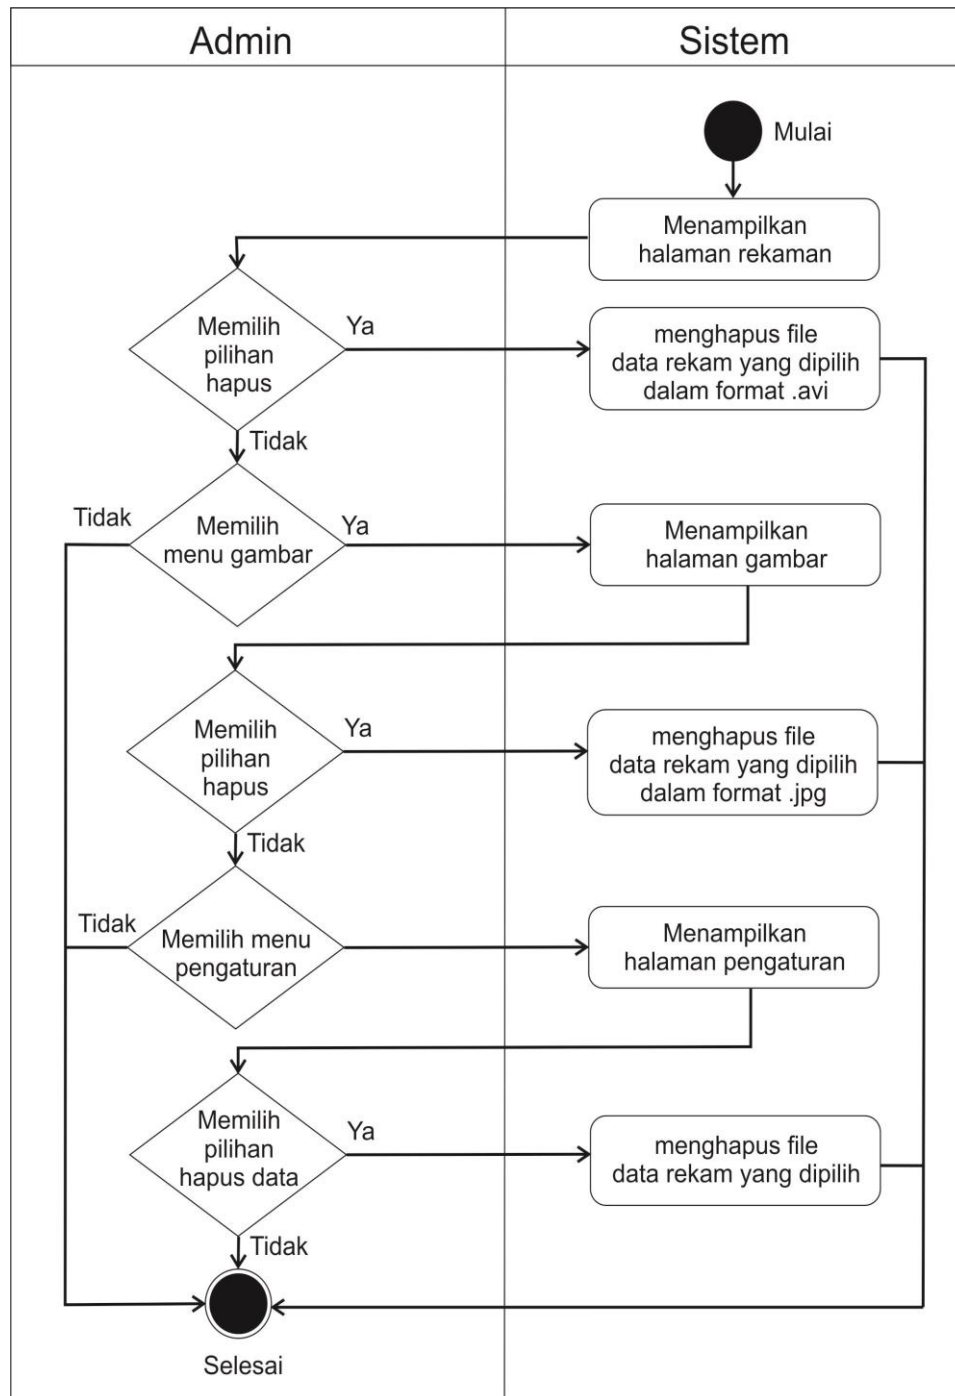 Admin
Sistem
Mulai
Menampilkan
halaman rekaman
Memilih
pilihan
hapus
Ya
menghapus file
data rekam yang dipilih
dalam format .avi
Tidak
Tidak
Memilih
menu gambar
Ya
Menampilkan
halaman gambar
Memilih
pilihan
hapus
Ya
menghapus file
data rekam yang dipilih
dalam format .jpg
Tidak
Tidak
Memilih menu
pengaturan
Menampilkan
halaman pengaturan
Memilih
pilihan
hapus data
Ya
menghapus file
data rekam yang dipilih
Tidak
Selesai